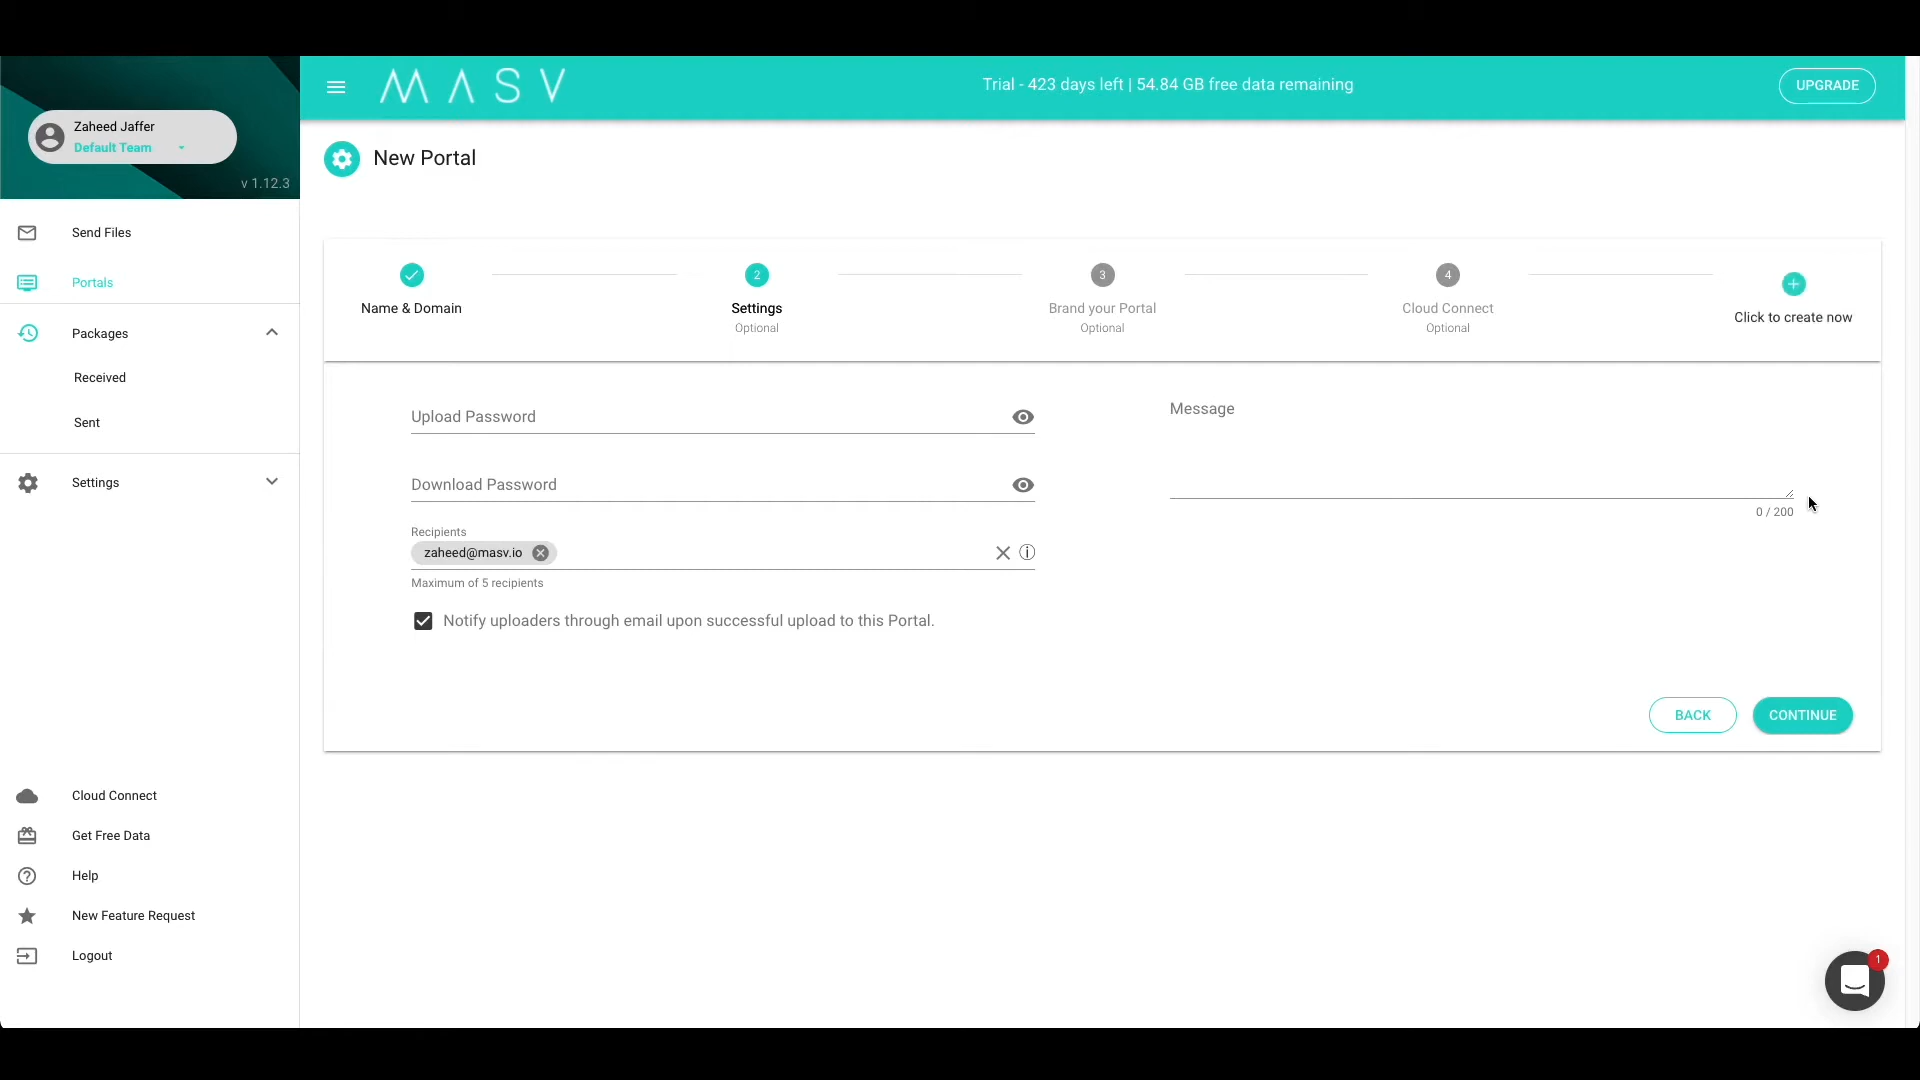 Zaheed Jaffer
Default Team
v 1.12.3
MASV
Trial - 423 days left | 54.84 GB free data remaining
UPGRADE
New Portal
Send Files
Portals
Packages
Received
Sent
Settings
Cloud Connect
Get Free Data
Help
New Feature Request
Logout
Name & Domain
2
Settings
Optional
3
Brand your Portal
Optional
4
Cloud Connect
Optional
Click to create now
Upload Password
Download Password
Recipients
zaheed@masv.io
Maximum of 5 recipients
Notify uploaders through email upon successful upload to this Portal.
Message
0 / 200
BACK
CONTINUE
1